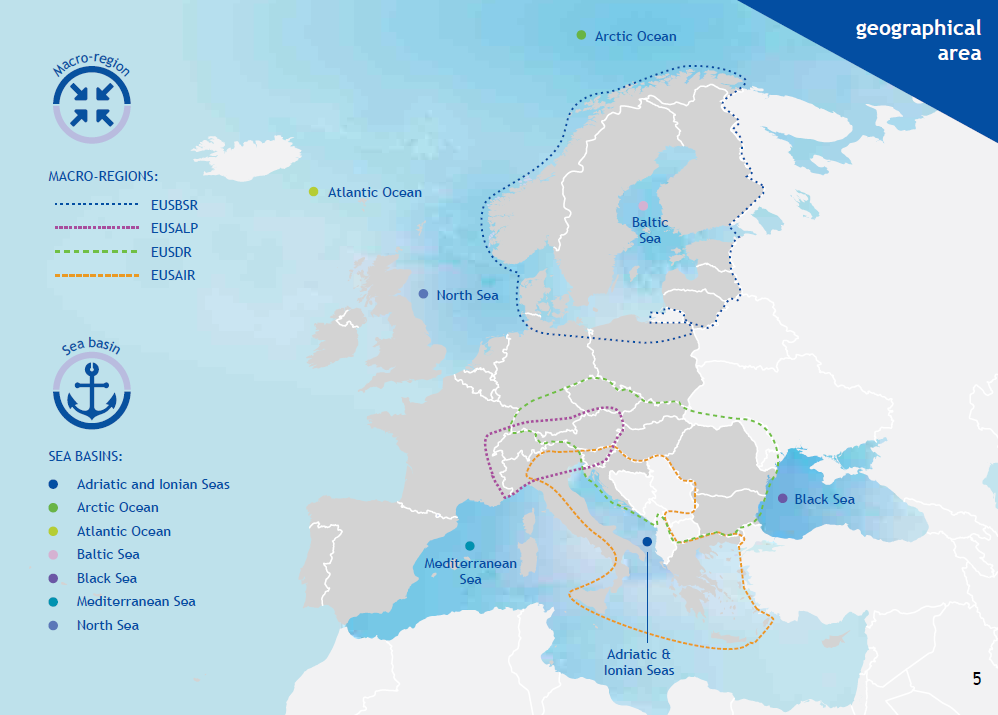 geographical
area
Arctic Ocean
Macro-region
MACRO-REGIONS:
EUSBSR
EUSALP
EUSDR
EUSAIR
Atlantic Ocean
Baltic
Sea
North Sea
Sea basin
SEA BASINS:
Adriatic and Ionian Seas
Arctic Ocean
Atlantic Ocean
Baltic Sea
Black Sea
Mediterranean Sea
North Sea
Black Sea
Mediterranean
Sea
Adriatic &
Ionian Seas
5